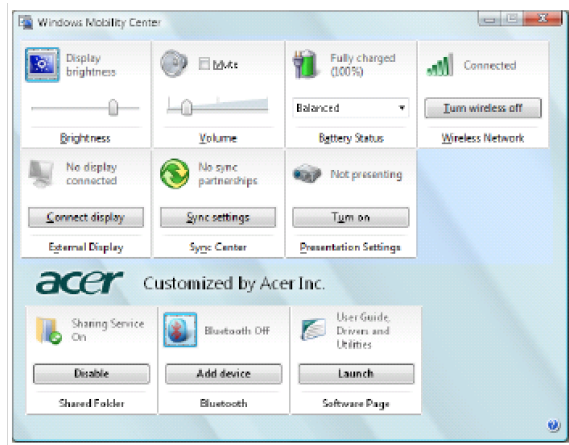 Windows Mobility Center
Display
brightness
Brightness
Mute
Volume
Fully charged
(100%)
Balanced
Battery Status
Connected
Turn wireless off
Wireless Network
No display
connected
Connect display
External Display
No sync
partnerships
Sync settings
Sync Center
Not presenting
Turn on
Presentation Settings
acer Customized by Acer Inc.
Sharing Service
On
Disable
Shared Folder
Bluetooth Off
Add device
Bluetooth
User Guide,
Drivers and
Utilities
Launch
Software Page